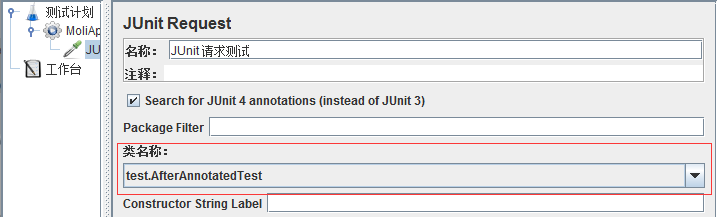 测试计划
MoliAp
JU
工作台
JUnit Request
名称： JUnit 请求测试
注释：
Search for JUnit 4 annotations (instead of JUnit 3)
Package Filter
类名称：
test.AfterAnnotatedTest
Constructor String Label